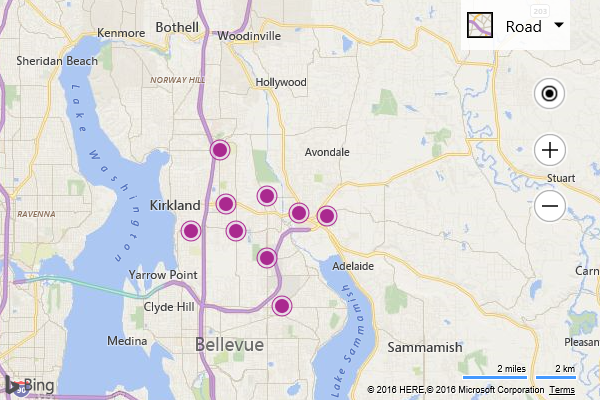 203
Road
Bothell
Kenmore
Woodinville
Sheridan Beach
NORWAY HILL
Hollywood
Lake Washington
Avondale
Stuart
Kirkland
RAVENNA
Adelaide
Yarrow Point
Carn
Clyde Hill
Lake Sammamish
Medina
Bellevue
Pleasan
Sammamish
2 miles
2 km
Bing
© 2016 HERE,© 2016 Microsoft Corporation Terms